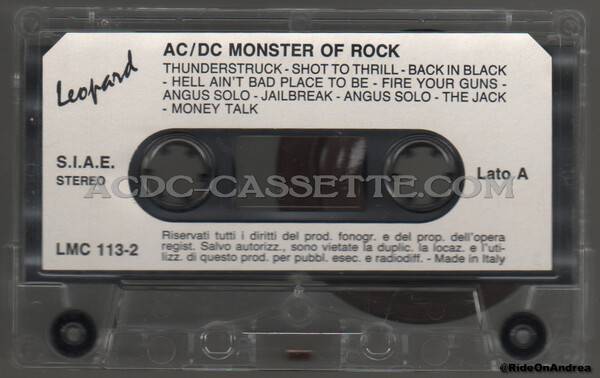 Leopard
AC/DC MONSTER OF ROCK
THUNDERSTRUCK - SHOT TO THRILL - BACK IN BLACK
- HELL AIN'T BAD PLACE TO BE - FIRE YOUR GUNS -
ANGUS SOLO - JAILBREAK - ANGUS SOLO - THE JACK
- MONEY TALK
S.I.A.E.
STEREO
Lato A
ACDC-CASSETTE.COM
LMC 113-2
Riservati tutti i diritti del prod. fonogr. e del prop. dell'opera
regist. Salvo autorizz., sono vietate la duplic. la locaz. e l'uti-
lizz. di questo prod. per pubbl. esec. e radiodiff. - Made in Italy
@RideOnAndrea